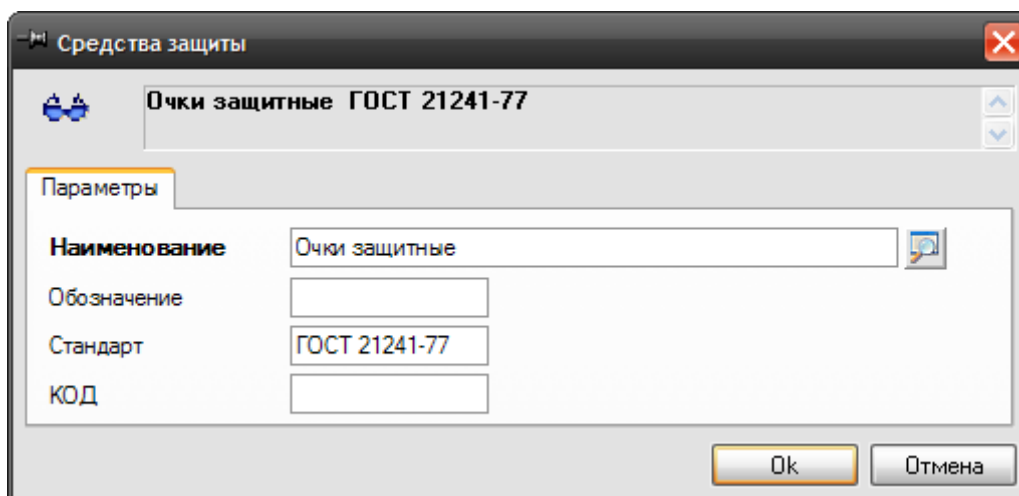 Средства защиты
Очки защитные ГОСТ 21241-77
Параметры
Наименование Очки защитные
Обозначение
Стандарт ГОСТ 21241-77
КОД
Ok Отмена